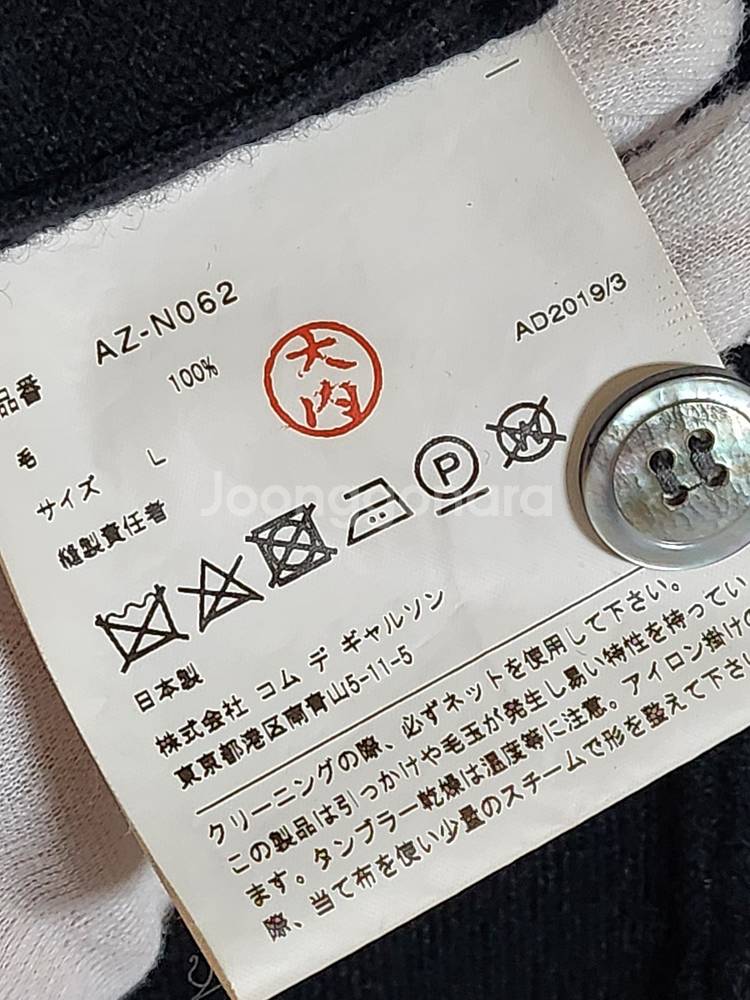 品番 AZ-N062
AD2019/3
毛 100%
大内
サイズ L
縫製責任者
P
W
日本製
株式会社 コム デ ギャルソン
東京都港区南青山5-11-5
クリーニングの際、必ずネットを使用して下さい。
この製品は引っかけや毛玉が発生し易い特性を持ってい
ます。タンブラー乾燥は温度等に注意。アイロン掛けの
際、当て布を使い少量のスチームで形を整えて下さい
Joonggonara